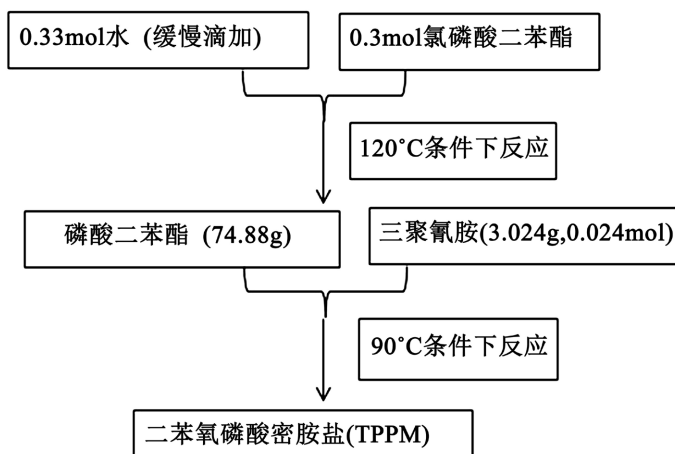 0.33mol水 (缓慢滴加)
0.3mol氯磷酸二苯酯
120°C条件下反应
磷酸二苯酯 (74.88g)
三聚氰胺(3.024g,0.024mol)
90°C条件下反应
二苯氧磷酸密胺盐(TPPM)